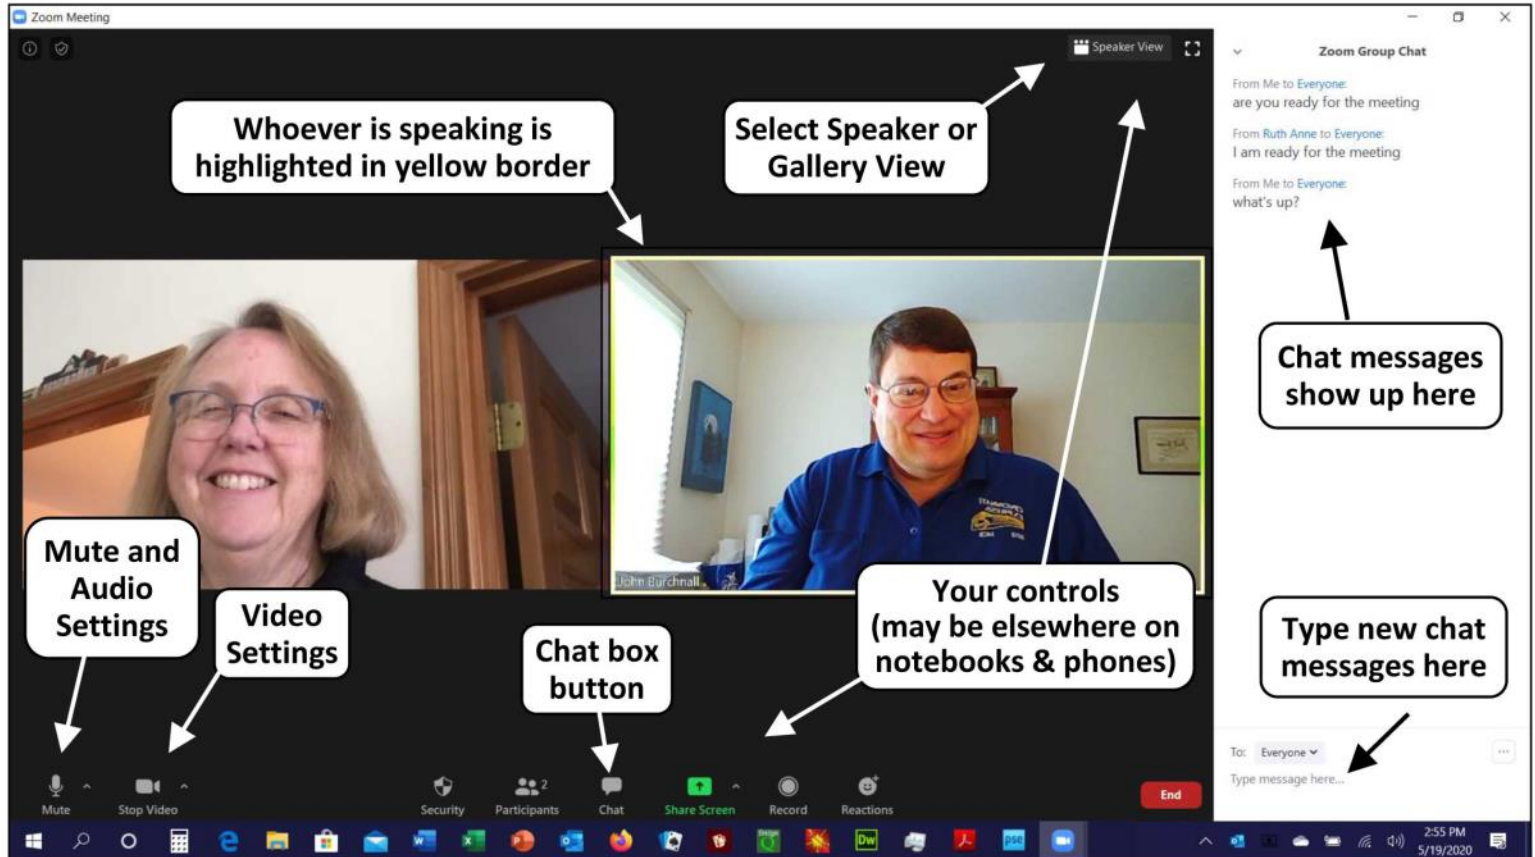 Zoom Meeting
Speaker View
Zoom Group Chat
From Me to Everyone:
are you ready for the meeting
From Ruth Anne to Everyone:
I am ready for the meeting
From Me to Everyone:
what's up?
Whoever is speaking is
highlighted in yellow border
Select Speaker or
Gallery View
Chat messages
show up here
John Burchnall
Mute and
Audio
Settings
Video
Settings
Chat box
button
Your controls
(may be elsewhere on
notebooks & phones)
Type new chat
messages here
To: Everyone
Type message here...
Mute
Stop Video
Security
Participants
2
Chat
Share Screen
Record
Reactions
End
Dw
pse
2:55 PM
5/19/2020